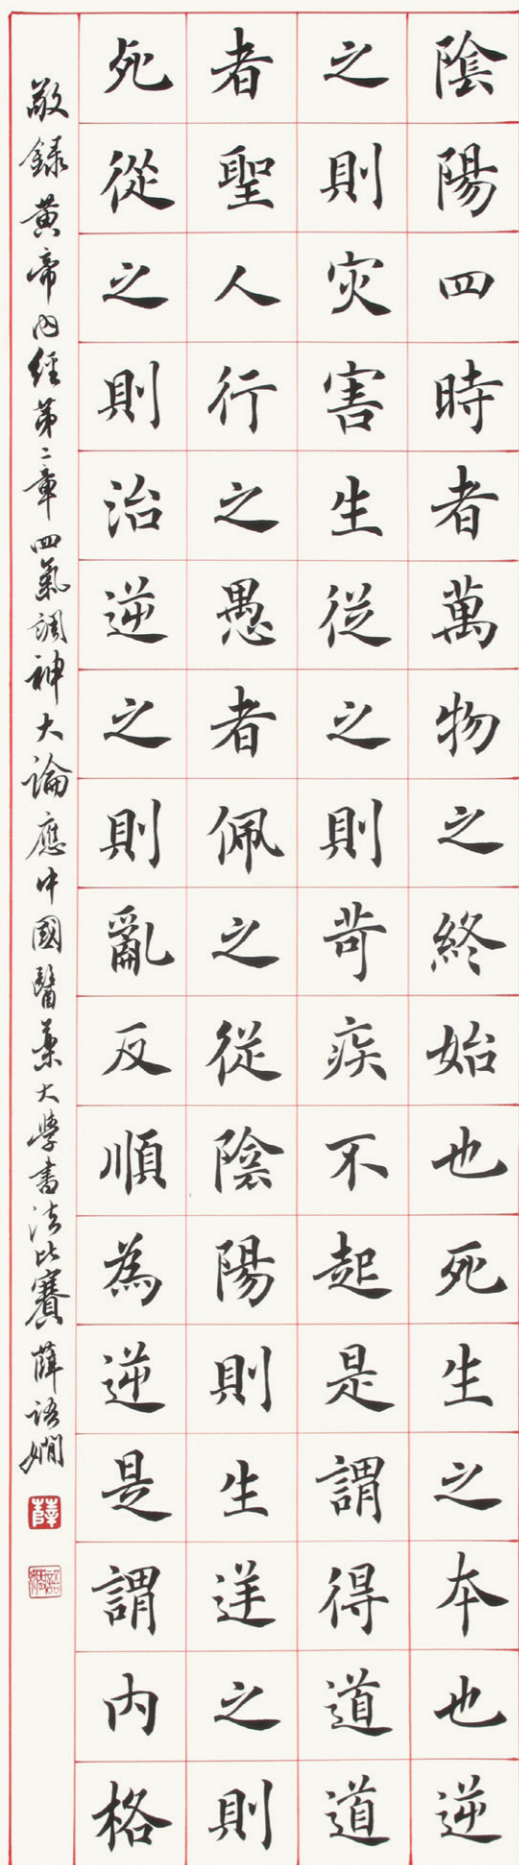 陰陽四時者萬物之終始也死生之本也逆
之則灾害生從之則苛疾不起是謂得道道
者聖人行之愚者佩之從陰陽則生逆之則
死從之則治逆之則亂反順為逆是謂内格
敬錄黄帝內經第二章四氣調神大論應中國醫藥大學書法比賽薛語嫺
薛